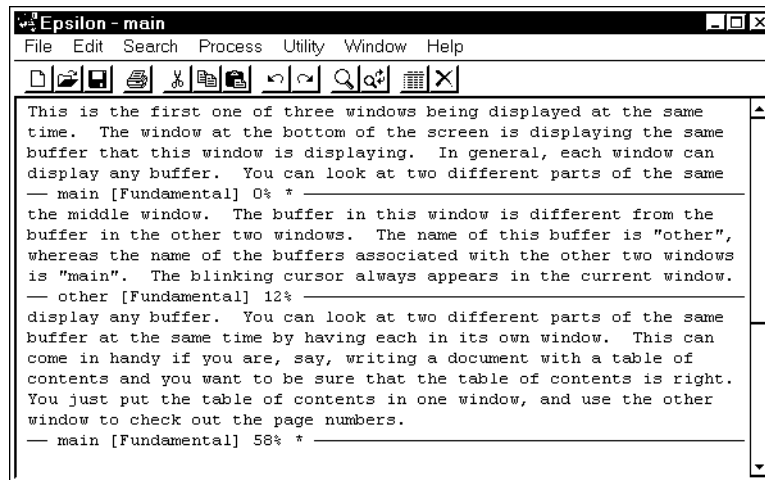 Epsilon - main
File Edit Search Process Utility Window Help
This is the first one of three windows being displayed at the same
time.  The window at the bottom of the screen is displaying the same
buffer that this window is displaying.  In general, each window can
display any buffer.  You can look at two different parts of the same
main [Fundamental] 0% *
the middle window.  The buffer in this window is different from the
buffer in the other two windows.  The name of this buffer is "other",
whereas the name of the buffers associated with the other two windows
is "main".  The blinking cursor always appears in the current window.
other [Fundamental] 12%
display any buffer.  You can look at two different parts of the same
buffer at the same time by having each in its own window.  This can
come in handy if you are, say, writing a document with a table of
contents and you want to be sure that the table of contents is right.
You just put the table of contents in one window, and use the other
window to check out the page numbers.
main [Fundamental] 58% *